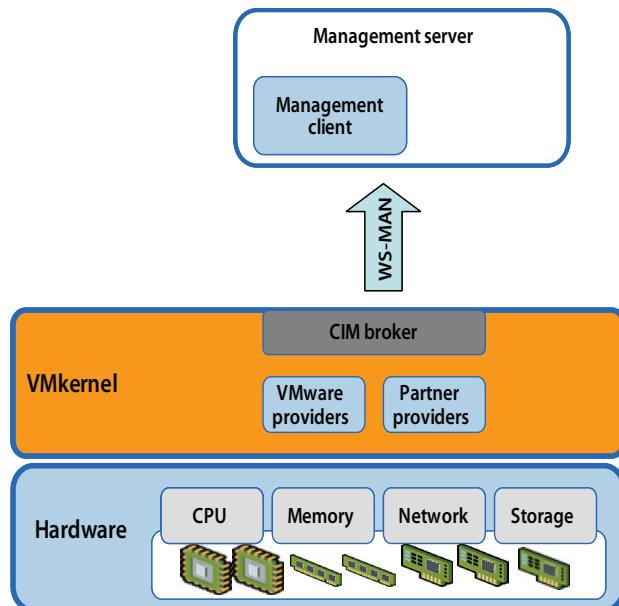 Management server
Management
client
WS-MAN
CIM broker
VMkernel
VMware
providers
Partner
providers
Hardware
CPU
Memory
Network
Storage